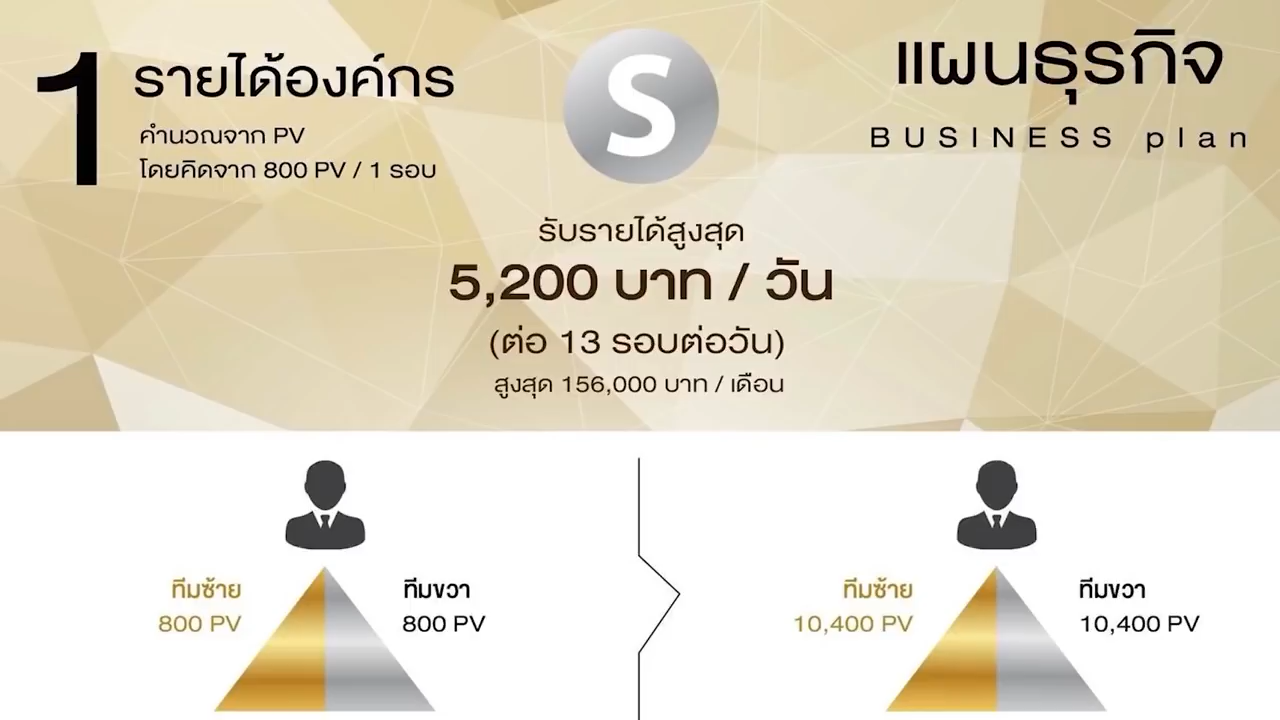 1
รายได้องค์กร
คำนวณจาก PV
โดยคิดจาก 800 PV / 1 รอบ
S
แผนธุรกิจ
BUSINESS plan
รับรายได้สูงสุด
5,200 บาท / วัน
(ต่อ 13 รอบต่อวัน)
สูงสุด 156,000 บาท / เดือน
ทีมซ้าย
800 PV
ทีมขวา
800 PV
ทีมซ้าย
10,400 PV
ทีมขวา
10,400 PV